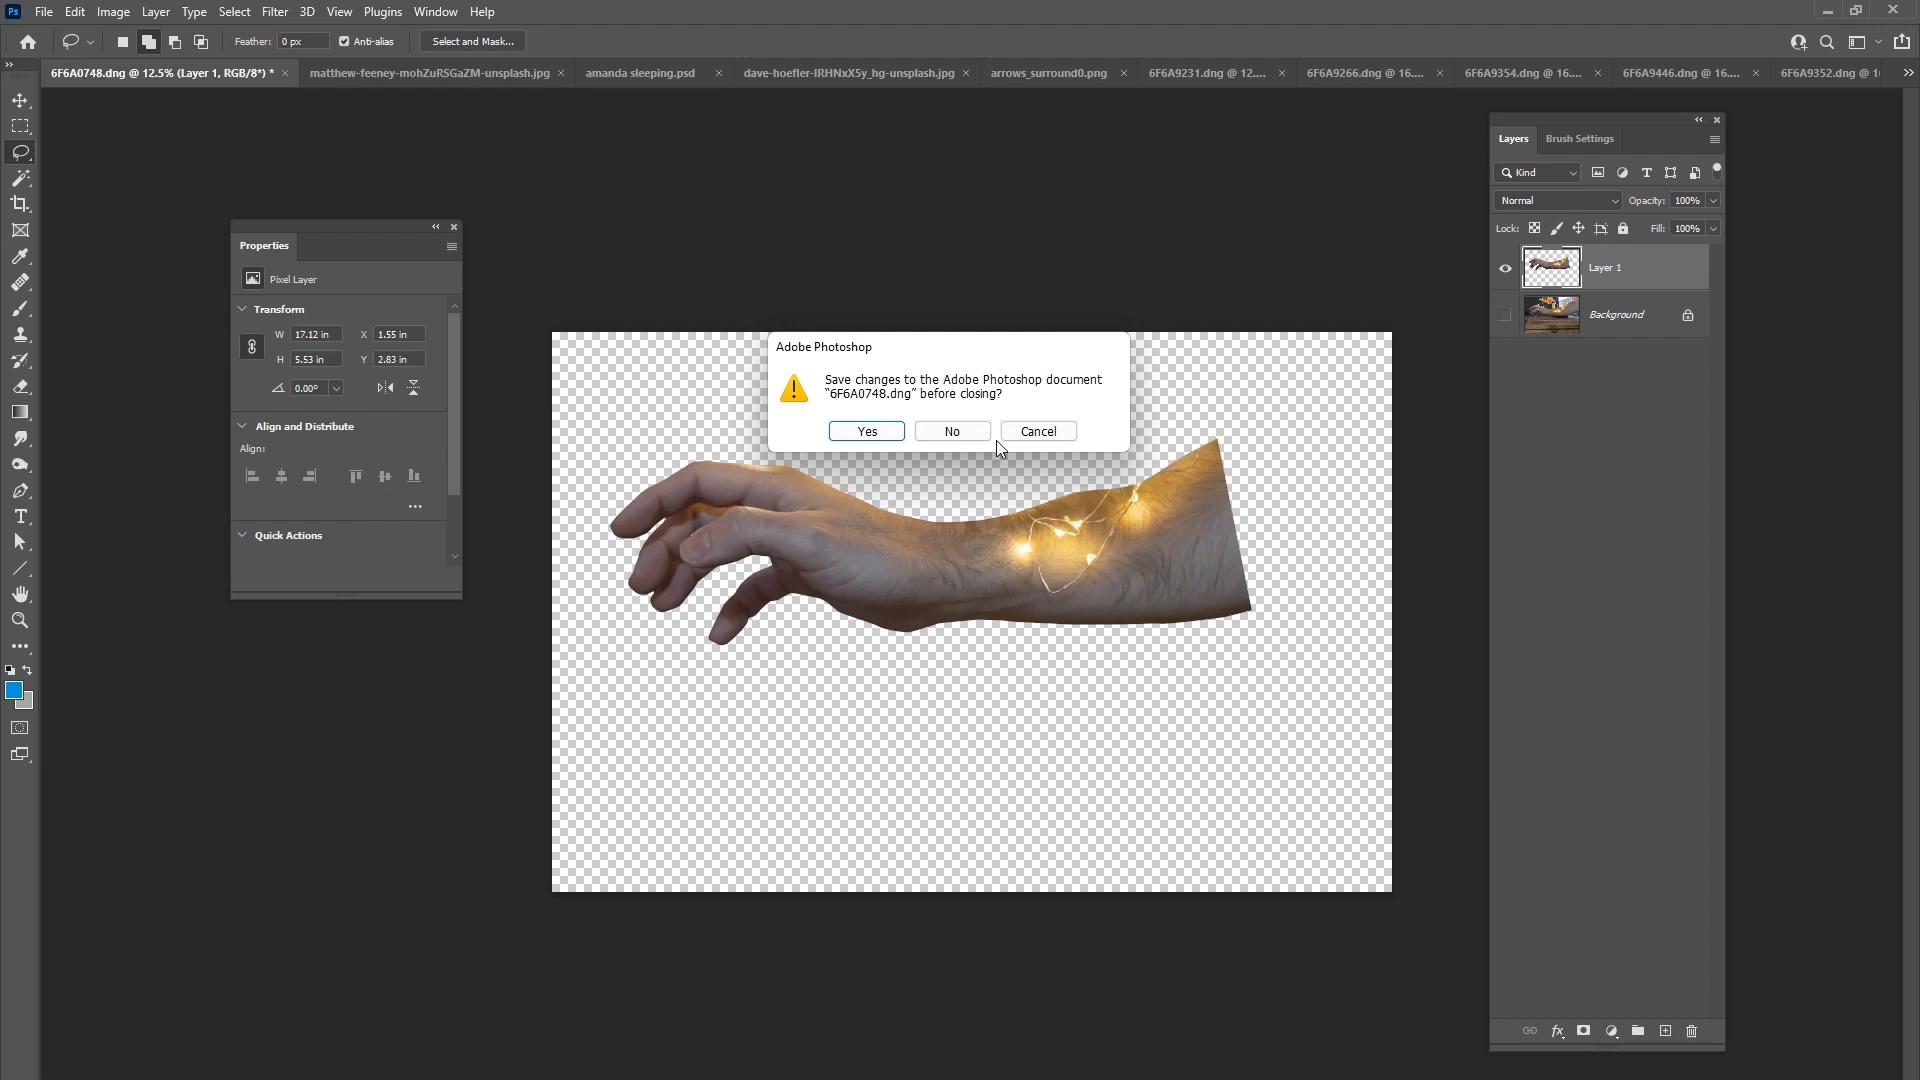 Ps File Edit Image Layer Type Select Filter 3D View Plugins Window Help
Feather: 0 px Anti-alias Select and Mask...
6F6A0748.dng @ 12.5% (Layer 1, RGB/8*) * matthew-feeney-mohZuRSGaZM-unsplash.jpg amanda sleeping.psd dave-hoefler-IRHNxX5y_hg-unsplash.jpg arrows_surround0.png 6F6A9231.dng @ 12.... 6F6A9266.dng @ 16.... 6F6A9354.dng @ 16.... 6F6A9446.dng @ 16.... 6F6A9352.dng @ 16
Properties
Pixel Layer
Transform
W 17.12 in X 1.55 in
H 5.53 in Y 2.83 in
0.00°
Align and Distribute
Align:
Quick Actions
Adobe Photoshop
Save changes to the Adobe Photoshop document
“6F6A0748.dng” before closing?
Yes No Cancel
Layers Brush Settings
Kind
Normal Opacity: 100%
Lock: Fill: 100%
Layer 1
Background